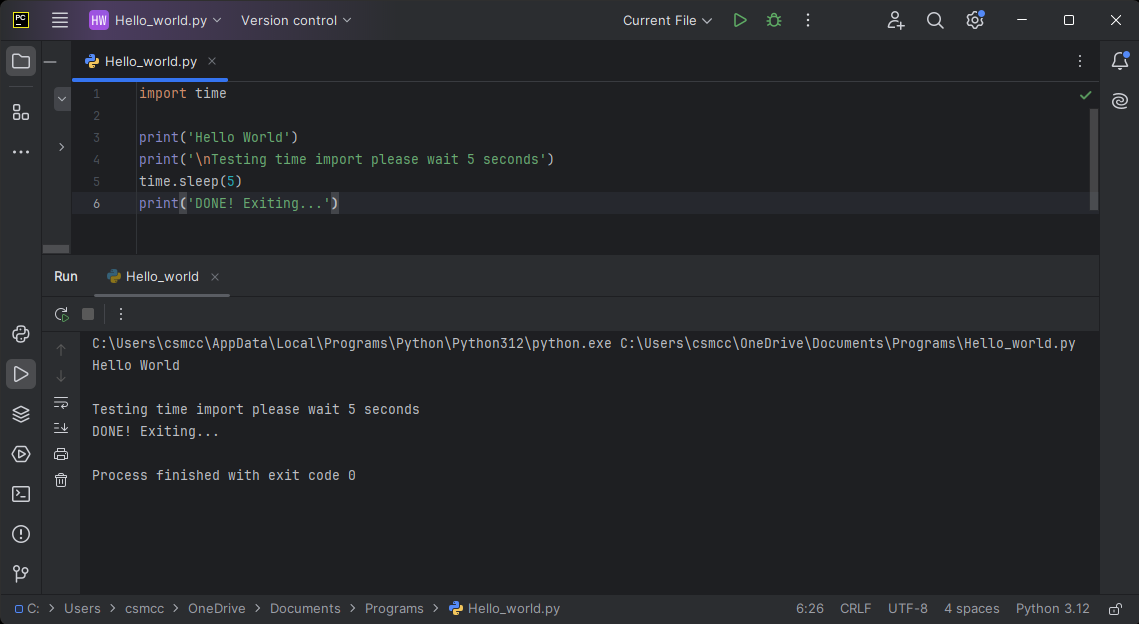 PC HW Hello_world.py Version control Current File
Hello_world.py
1 import time
2
3 print('Hello World')
4 print('\nTesting time import please wait 5 seconds')
5 time.sleep(5)
6 print('DONE! Exiting...')
Run Hello_world
C:\Users\csmcc\AppData\Local\Programs\Python\Python312\python.exe C:\Users\csmcc\OneDrive\Documents\Programs\Hello_world.py
Hello World
Testing time import please wait 5 seconds
DONE! Exiting...
Process finished with exit code 0
C: > Users > csmcc > OneDrive > Documents > Programs > Hello_world.py 6:26 CRLF UTF-8 4 spaces Python 3.12